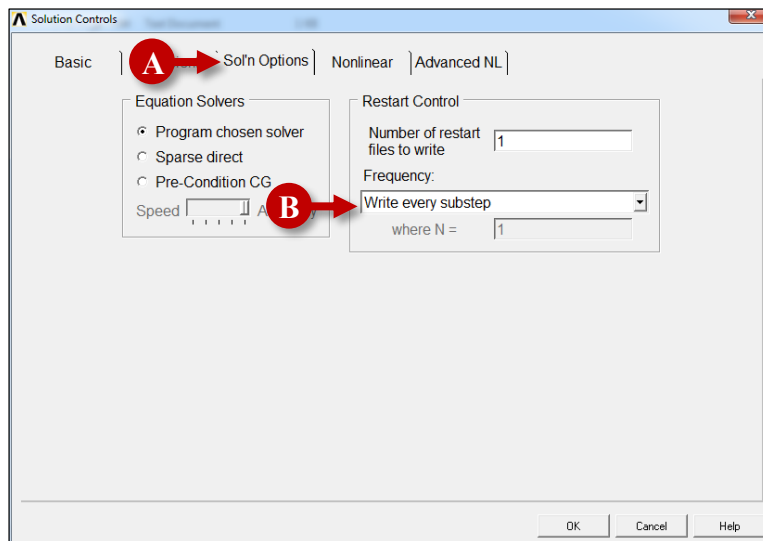 Solution Controls
Basic
A
Sol'n Options
Nonlinear
Advanced NL
Equation Solvers
Program chosen solver
Sparse direct
Pre-Condition CG
Speed
Restart Control
Number of restart
files to write
1
Frequency:
B
Write every substep
where N =
1
OK
Cancel
Help